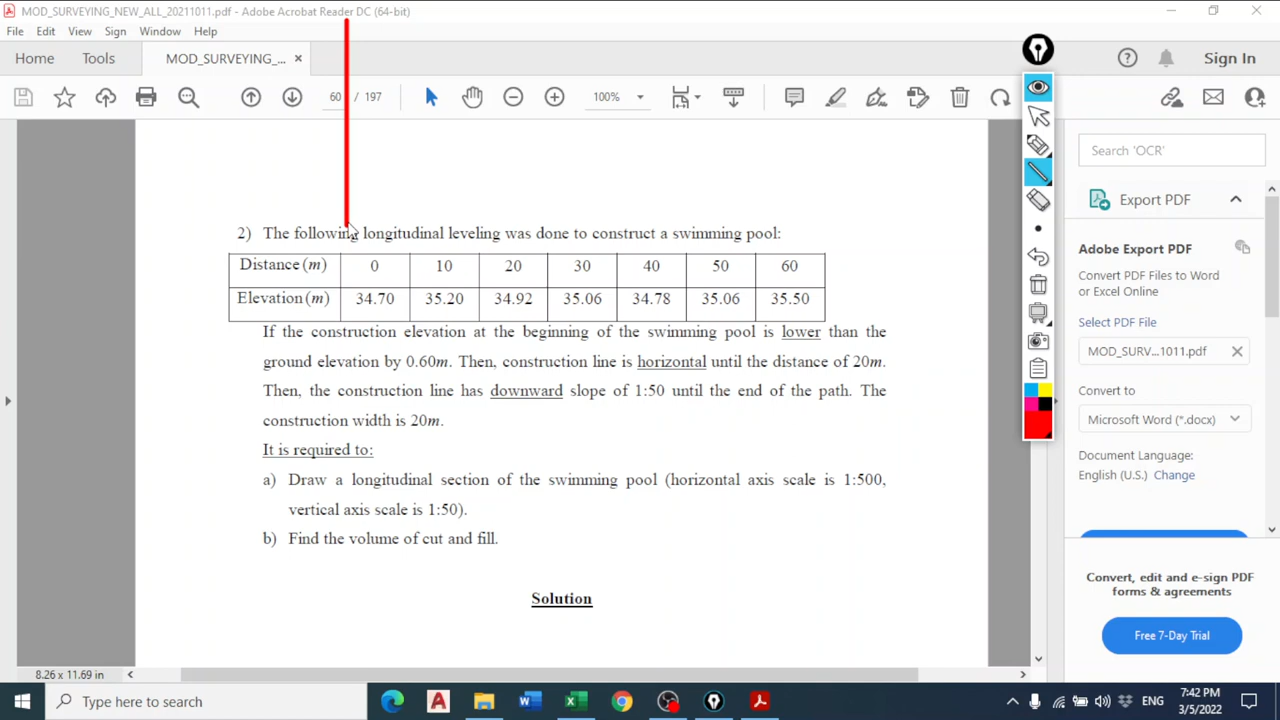 MOD_SURVEYING_NEW_ALL_20211011.pdf - Adobe Acrobat Reader DC (64-bit)
File Edit View Sign Window Help
Home Tools MOD_SURVEYING_... × Sign In
60 / 197 100%
2) The following longitudinal leveling was done to construct a swimming pool:
Distance (m) 0 10 20 30 40 50 60
Elevation (m) 34.70 35.20 34.92 35.06 34.78 35.06 35.50
If the construction elevation at the beginning of the swimming pool is lower than the
ground elevation by 0.60m. Then, construction line is horizontal until the distance of 20m.
Then, the construction line has downward slope of 1:50 until the end of the path. The
construction width is 20m.
It is required to:
a) Draw a longitudinal section of the swimming pool (horizontal axis scale is 1:500,
vertical axis scale is 1:50).
b) Find the volume of cut and fill.
Solution
8.26 x 11.69 in
Search 'OCR'
Export PDF
Adobe Export PDF
Convert PDF Files to Word
or Excel Online
Select PDF File
MOD_SURV...1011.pdf
Convert to
Microsoft Word (*.docx)
Document Language:
English (U.S.) Change
Convert, edit and e-sign PDF
forms & agreements
Free 7-Day Trial
Type here to search
ENG
7:42 PM
3/5/2022